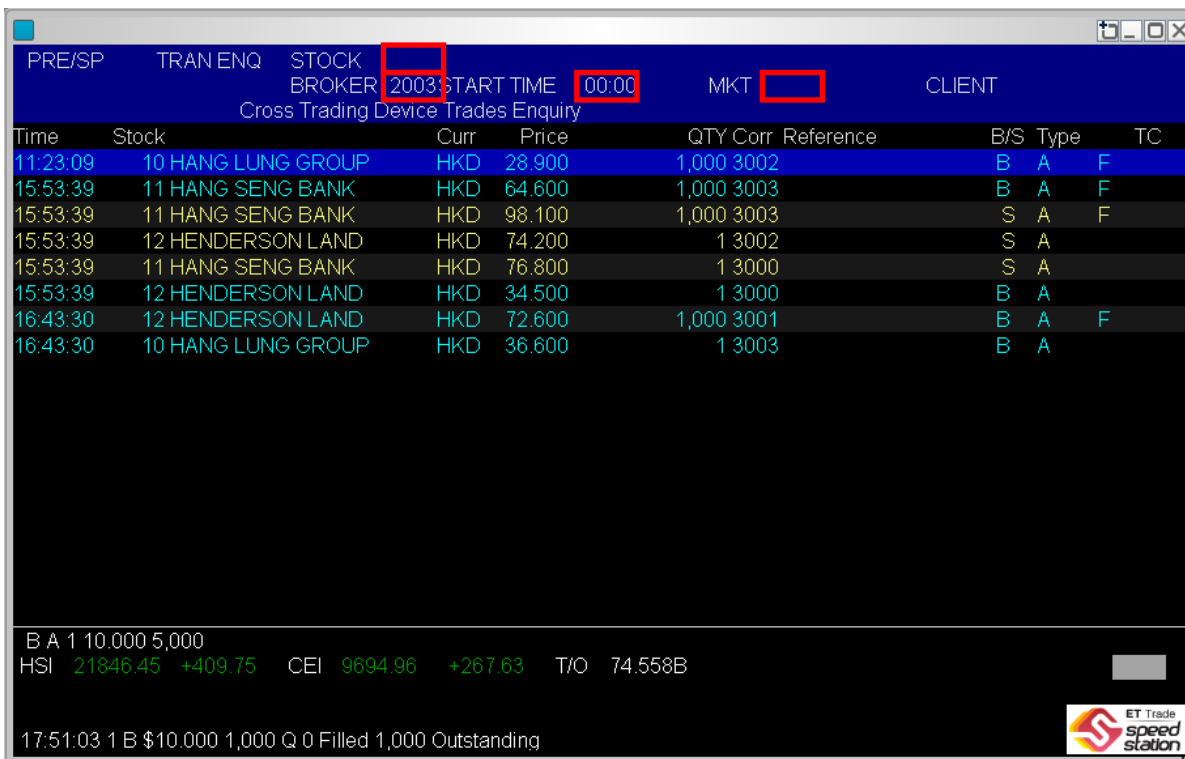 PRE/SP TRAN ENQ STOCK
BROKER 2003 START TIME 00:00 MKT CLIENT
Cross Trading Device Trades Enquiry
Time Stock Curr Price QTY Corr Reference B/S Type TC
11:23:09 10 HANG LUNG GROUP HKD 28.900 1,000 3002 B A F
15:53:39 11 HANG SENG BANK HKD 64.600 1,000 3003 B A F
15:53:39 11 HANG SENG BANK HKD 98.100 1,000 3003 S A F
15:53:39 12 HENDERSON LAND HKD 74.200 1 3002 S A
15:53:39 11 HANG SENG BANK HKD 76.800 1 3000 S A
15:53:39 12 HENDERSON LAND HKD 34.500 1 3000 B A
16:43:30 12 HENDERSON LAND HKD 72.600 1,000 3001 B A F
16:43:30 10 HANG LUNG GROUP HKD 36.600 1 3003 B A
B A 1 10.000 5,000
HSI 21846.45 +409.75 CEI 9694.96 +267.63 T/O 74.558B
17:51:03 1 B $10.000 1,000 Q 0 Filled 1,000 Outstanding
ET Trade
speed
station